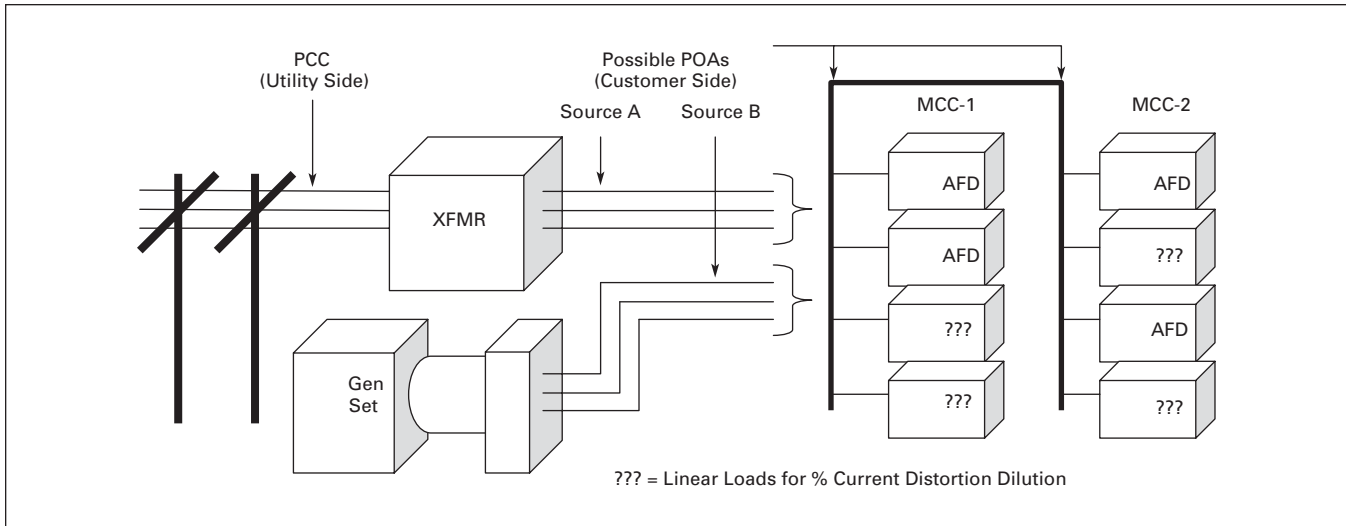 PCC
(Utility Side)
Possible POAs
(Customer Side)
Source A
Source B
MCC-1
MCC-2
XFMR
Gen
Set
AFD
AFD
???
???
AFD
???
AFD
???
??? = Linear Loads for % Current Distortion Dilution